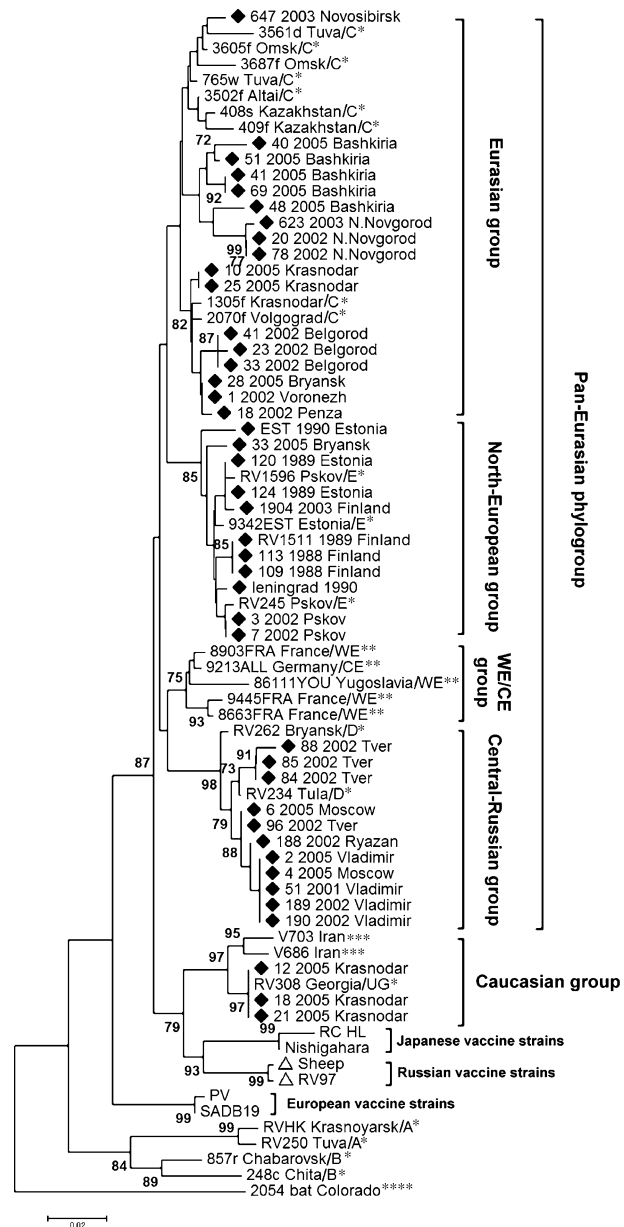 647 2003 Novosibirsk
3561d Tuva/C*
3605f Omsk/C*
3687f Omsk/C*
765w Tuva/C*
3502f Altai/C*
408s Kazakhstan/C*
409f Kazakhstan/C*
72
40 2005 Bashkiria
51 2005 Bashkiria
41 2005 Bashkiria
69 2005 Bashkiria
92
48 2005 Bashkiria
623 2003 N.Novgorod
20 2002 N.Novgorod
99
78 2002 N.Novgorod
77
10 2005 Krasnodar
25 2005 Krasnodar
1305f Krasnodar/C*
2070f Volgograd/C*
82
87
41 2002 Belgorod
23 2002 Belgorod
33 2002 Belgorod
28 2005 Bryansk
1 2002 Voronezh
18 2002 Penza
Eurasian group
EST 1990 Estonia
33 2005 Bryansk
120 1989 Estonia
85
RV1596 Pskov/E*
124 1989 Estonia
1904 2003 Finland
9342EST Estonia/E*
85
RV1511 1989 Finland
113 1988 Finland
109 1988 Finland
leningrad 1990
RV245 Pskov/E*
3 2002 Pskov
7 2002 Pskov
North-European group
8903FRA France/WE**
9213ALL Germany/CE**
75
86111YOU Yugoslavia/WE**
9445FRA France/WE**
93
8663FRA France/WE**
WE/CE
group
RV262 Bryansk/D*
91
88 2002 Tver
73
85 2002 Tver
98
84 2002 Tver
RV234 Tula/D*
6 2005 Moscow
79
96 2002 Tver
188 2002 Ryazan
88
2 2005 Vladimir
4 2005 Moscow
51 2001 Vladimir
189 2002 Vladimir
190 2002 Vladimir
Central-Russian group
Pan-Eurasian phylogroup
87
95
V703 Iran***
97
V686 Iran***
12 2005 Krasnodar
RV308 Georgia/UG*
97
18 2005 Krasnodar
21 2005 Krasnodar
Caucasian group
79
99
RC HL
Nishigahara
Japanese vaccine strains
93
Sheep
99
RV97
Russian vaccine strains
PV
99
SADB19
European vaccine strains
99
RVHK Krasnoyarsk/A*
RV250 Tuva/A*
84
857r Chabarovsk/B*
89
248c Chita/B*
2054 bat Colorado****
0.02